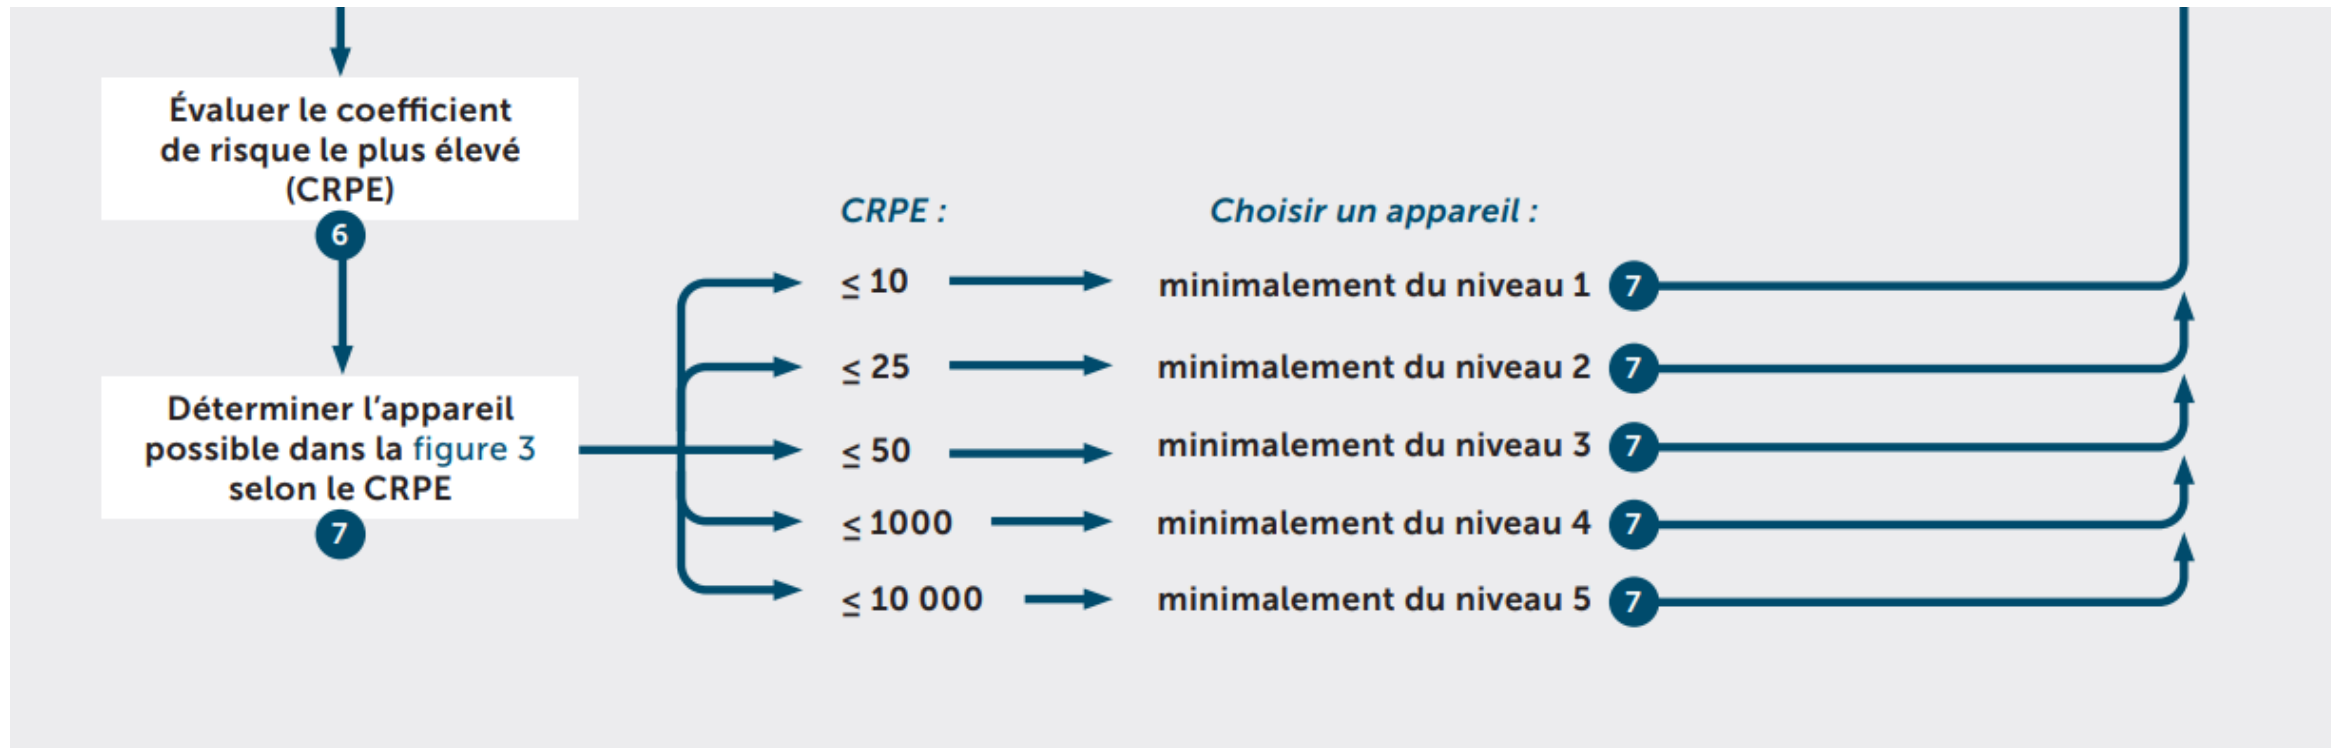 Évaluer le coefficient
de risque le plus élevé
(CRPE)
6
Déterminer l’appareil
possible dans la figure 3
selon le CRPE
7
CRPE :
Choisir un appareil :
≤ 10
minimalement du niveau 1
7
≤ 25
minimalement du niveau 2
7
≤ 50
minimalement du niveau 3
7
≤ 1000
minimalement du niveau 4
7
≤ 10 000
minimalement du niveau 5
7